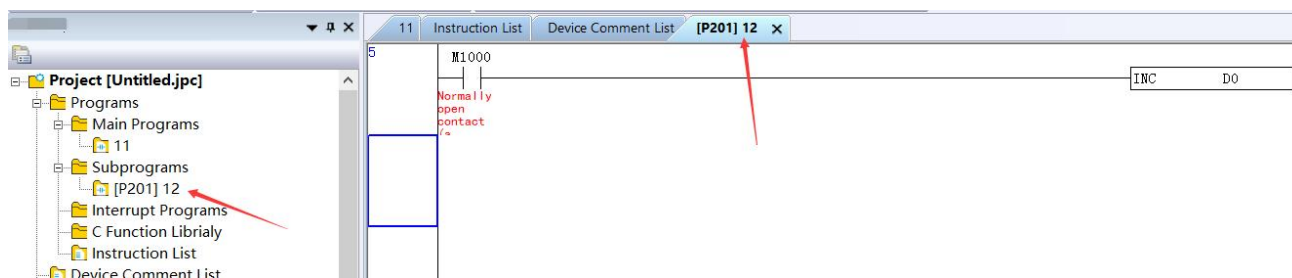 11 Instruction List Device Comment List [P201] 12
Project [Untitled.jpc]
Programs
Main Programs
11
Subprograms
[P201] 12
Interrupt Programs
C Function Librialy
Instruction List
Device Comment List
5
M1000
INC D0
Normally
open
contact